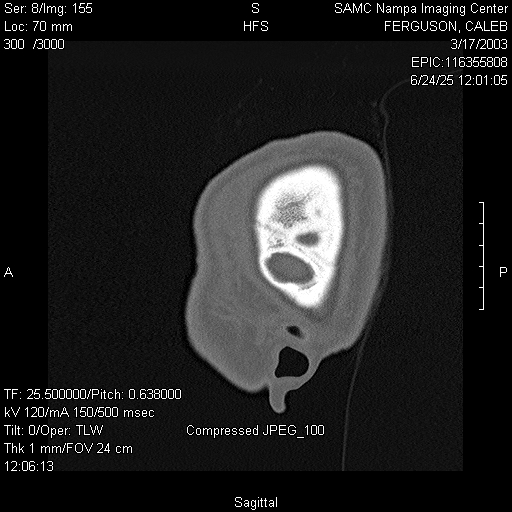 Ser: 8/Img: 155
Loc: 70 mm
300 /3000
S
HFS
SAMC Nampa Imaging Center
FERGUSON, CALEB
3/17/2003
EPIC:116355808
6/24/25 12:01:05
A
P
TF: 25.500000/Pitch: 0.638000
kV 120/mA 150/500 msec
Tilt: 0/Oper: TLW
Thk 1 mm/FOV 24 cm
12:06:13
Compressed JPEG_100
Sagittal